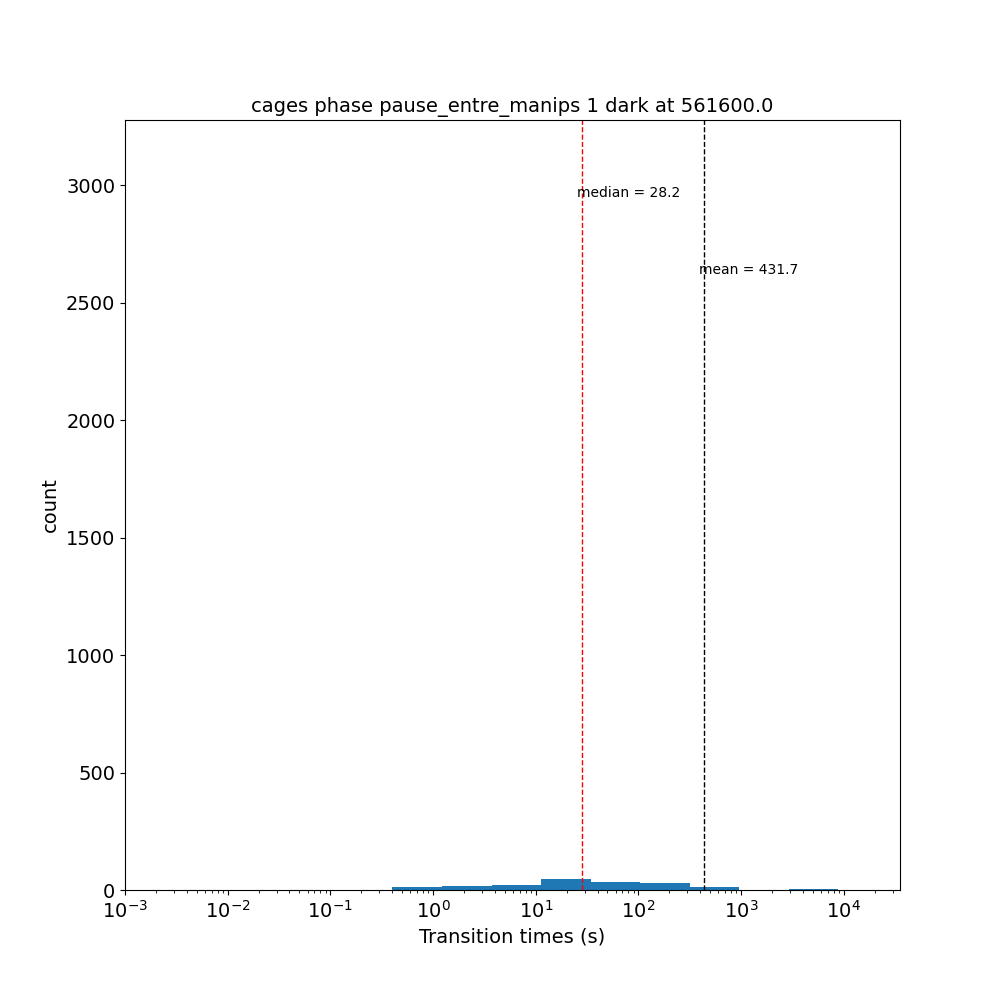 cages phase pause_entre_manips 1 dark at 561600.0
3000
median = 28.2
mean = 431.7
2500
2000
count
1500
1000
500
0
10⁻³ 10⁻² 10⁻¹ 10⁰ 10¹ 10² 10³ 10⁴
Transition times (s)